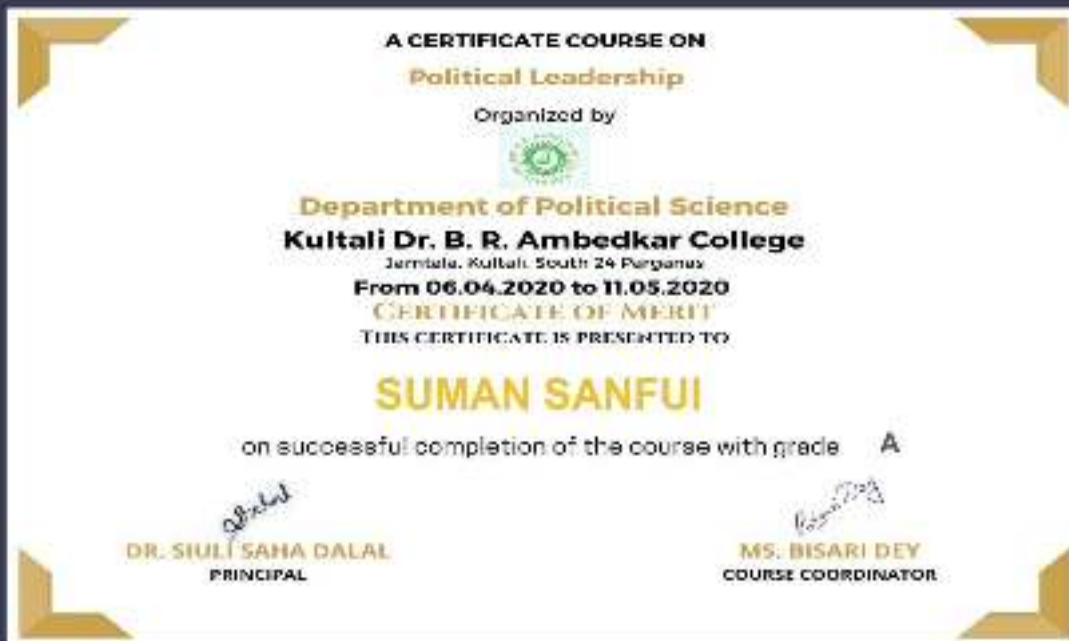 A CERTIFICATE COURSE ON
Political Leadership
Organized by
Department of Political Science
Kultali Dr. B. R. Ambedkar College
Jamtala, Kultali, South 24 Parganas
From 06.04.2020 to 11.05.2020
CERTIFICATE OF MERIT
THIS CERTIFICATE IS PRESENTED TO
SUMAN SANFUI
on successful completion of the course with grade A
DR. SIULI SAHA DALAL
PRINCIPAL
MS. BISARI DEY
COURSE COORDINATOR